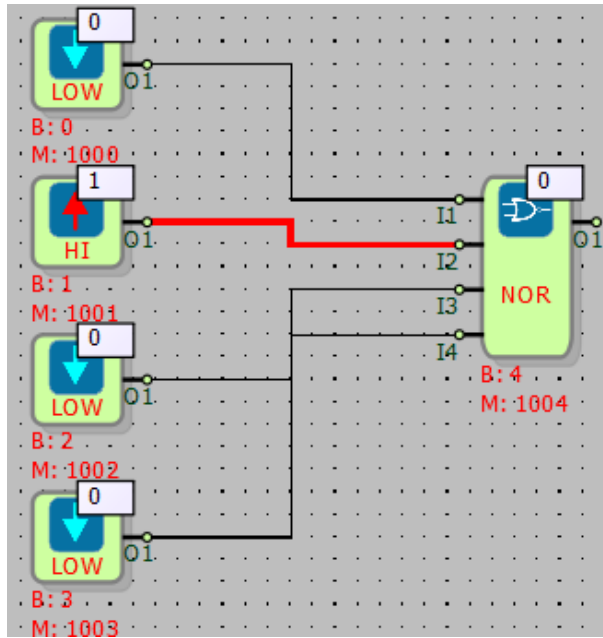 0
O1
LOW
B: 0
M: 1000
1
O1
HI
B: 1
M: 1001
0
O1
LOW
B: 2
M: 1002
0
O1
LOW
B: 3
M: 1003
0
I1
I2
I3
I4
O1
NOR
B: 4
M: 1004